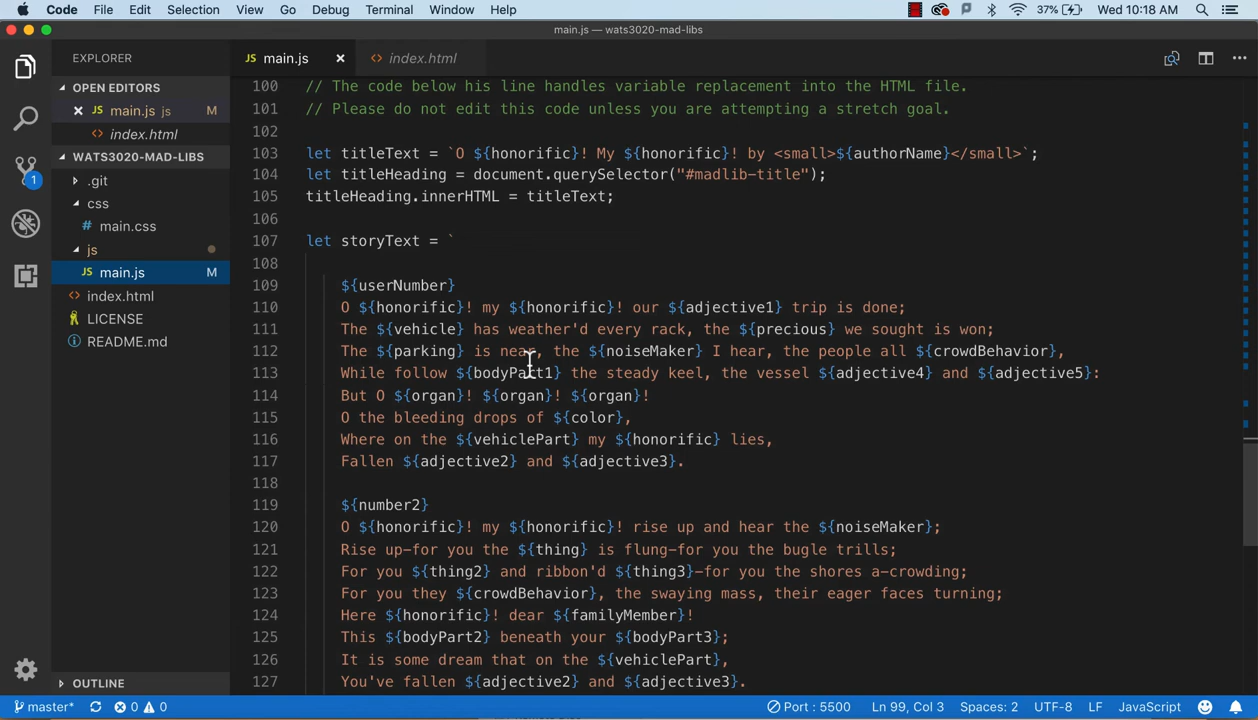 Code File Edit Selection View Go Debug Terminal Window Help 37% Wed 10:18 AM
main.js — wats3020-mad-libs
EXPLORER
JS main.js × <> index.html
OPEN EDITORS
× JS main.js js M
<> index.html
WATS3020-MAD-LIBS
.git
css
# main.css
js
JS main.js M
<> index.html
LICENSE
README.md
OUTLINE
1
100 // The code below his line handles variable replacement into the HTML file.
101 // Please do not edit this code unless you are attempting a stretch goal.
102
103 let titleText = `O ${honorific}! My ${honorific}! by <small>${authorName}</small>`;
104 let titleHeading = document.querySelector("#madlib-title");
105 titleHeading.innerHTML = titleText;
106
107 let storyText = `
108
109 ${userNumber}
110 O ${honorific}! my ${honorific}! our ${adjective1} trip is done;
111 The ${vehicle} has weather'd every rack, the ${precious} we sought is won;
112 The ${parking} is near, the ${noiseMaker} I hear, the people all ${crowdBehavior},
113 While follow ${bodyPart1} the steady keel, the vessel ${adjective4} and ${adjective5}:
114 But O ${organ}! ${organ}! ${organ}!
115 O the bleeding drops of ${color},
116 Where on the ${vehiclePart} my ${honorific} lies,
117 Fallen ${adjective2} and ${adjective3}.
118
119 ${number2}
120 O ${honorific}! my ${honorific}! rise up and hear the ${noiseMaker};
121 Rise up-for you the ${thing} is flung-for you the bugle trills;
122 For you ${thing2} and ribbon'd ${thing3}-for you the shores a-crowding;
123 For you they ${crowdBehavior}, the swaying mass, their eager faces turning;
124 Here ${honorific}! dear ${familyMember}!
125 This ${bodyPart2} beneath your ${bodyPart3};
126 It is some dream that on the ${vehiclePart},
127 You've fallen ${adjective2} and ${adjective3}.
master* 0 0 Port : 5500 Ln 99, Col 3 Spaces: 2 UTF-8 LF JavaScript